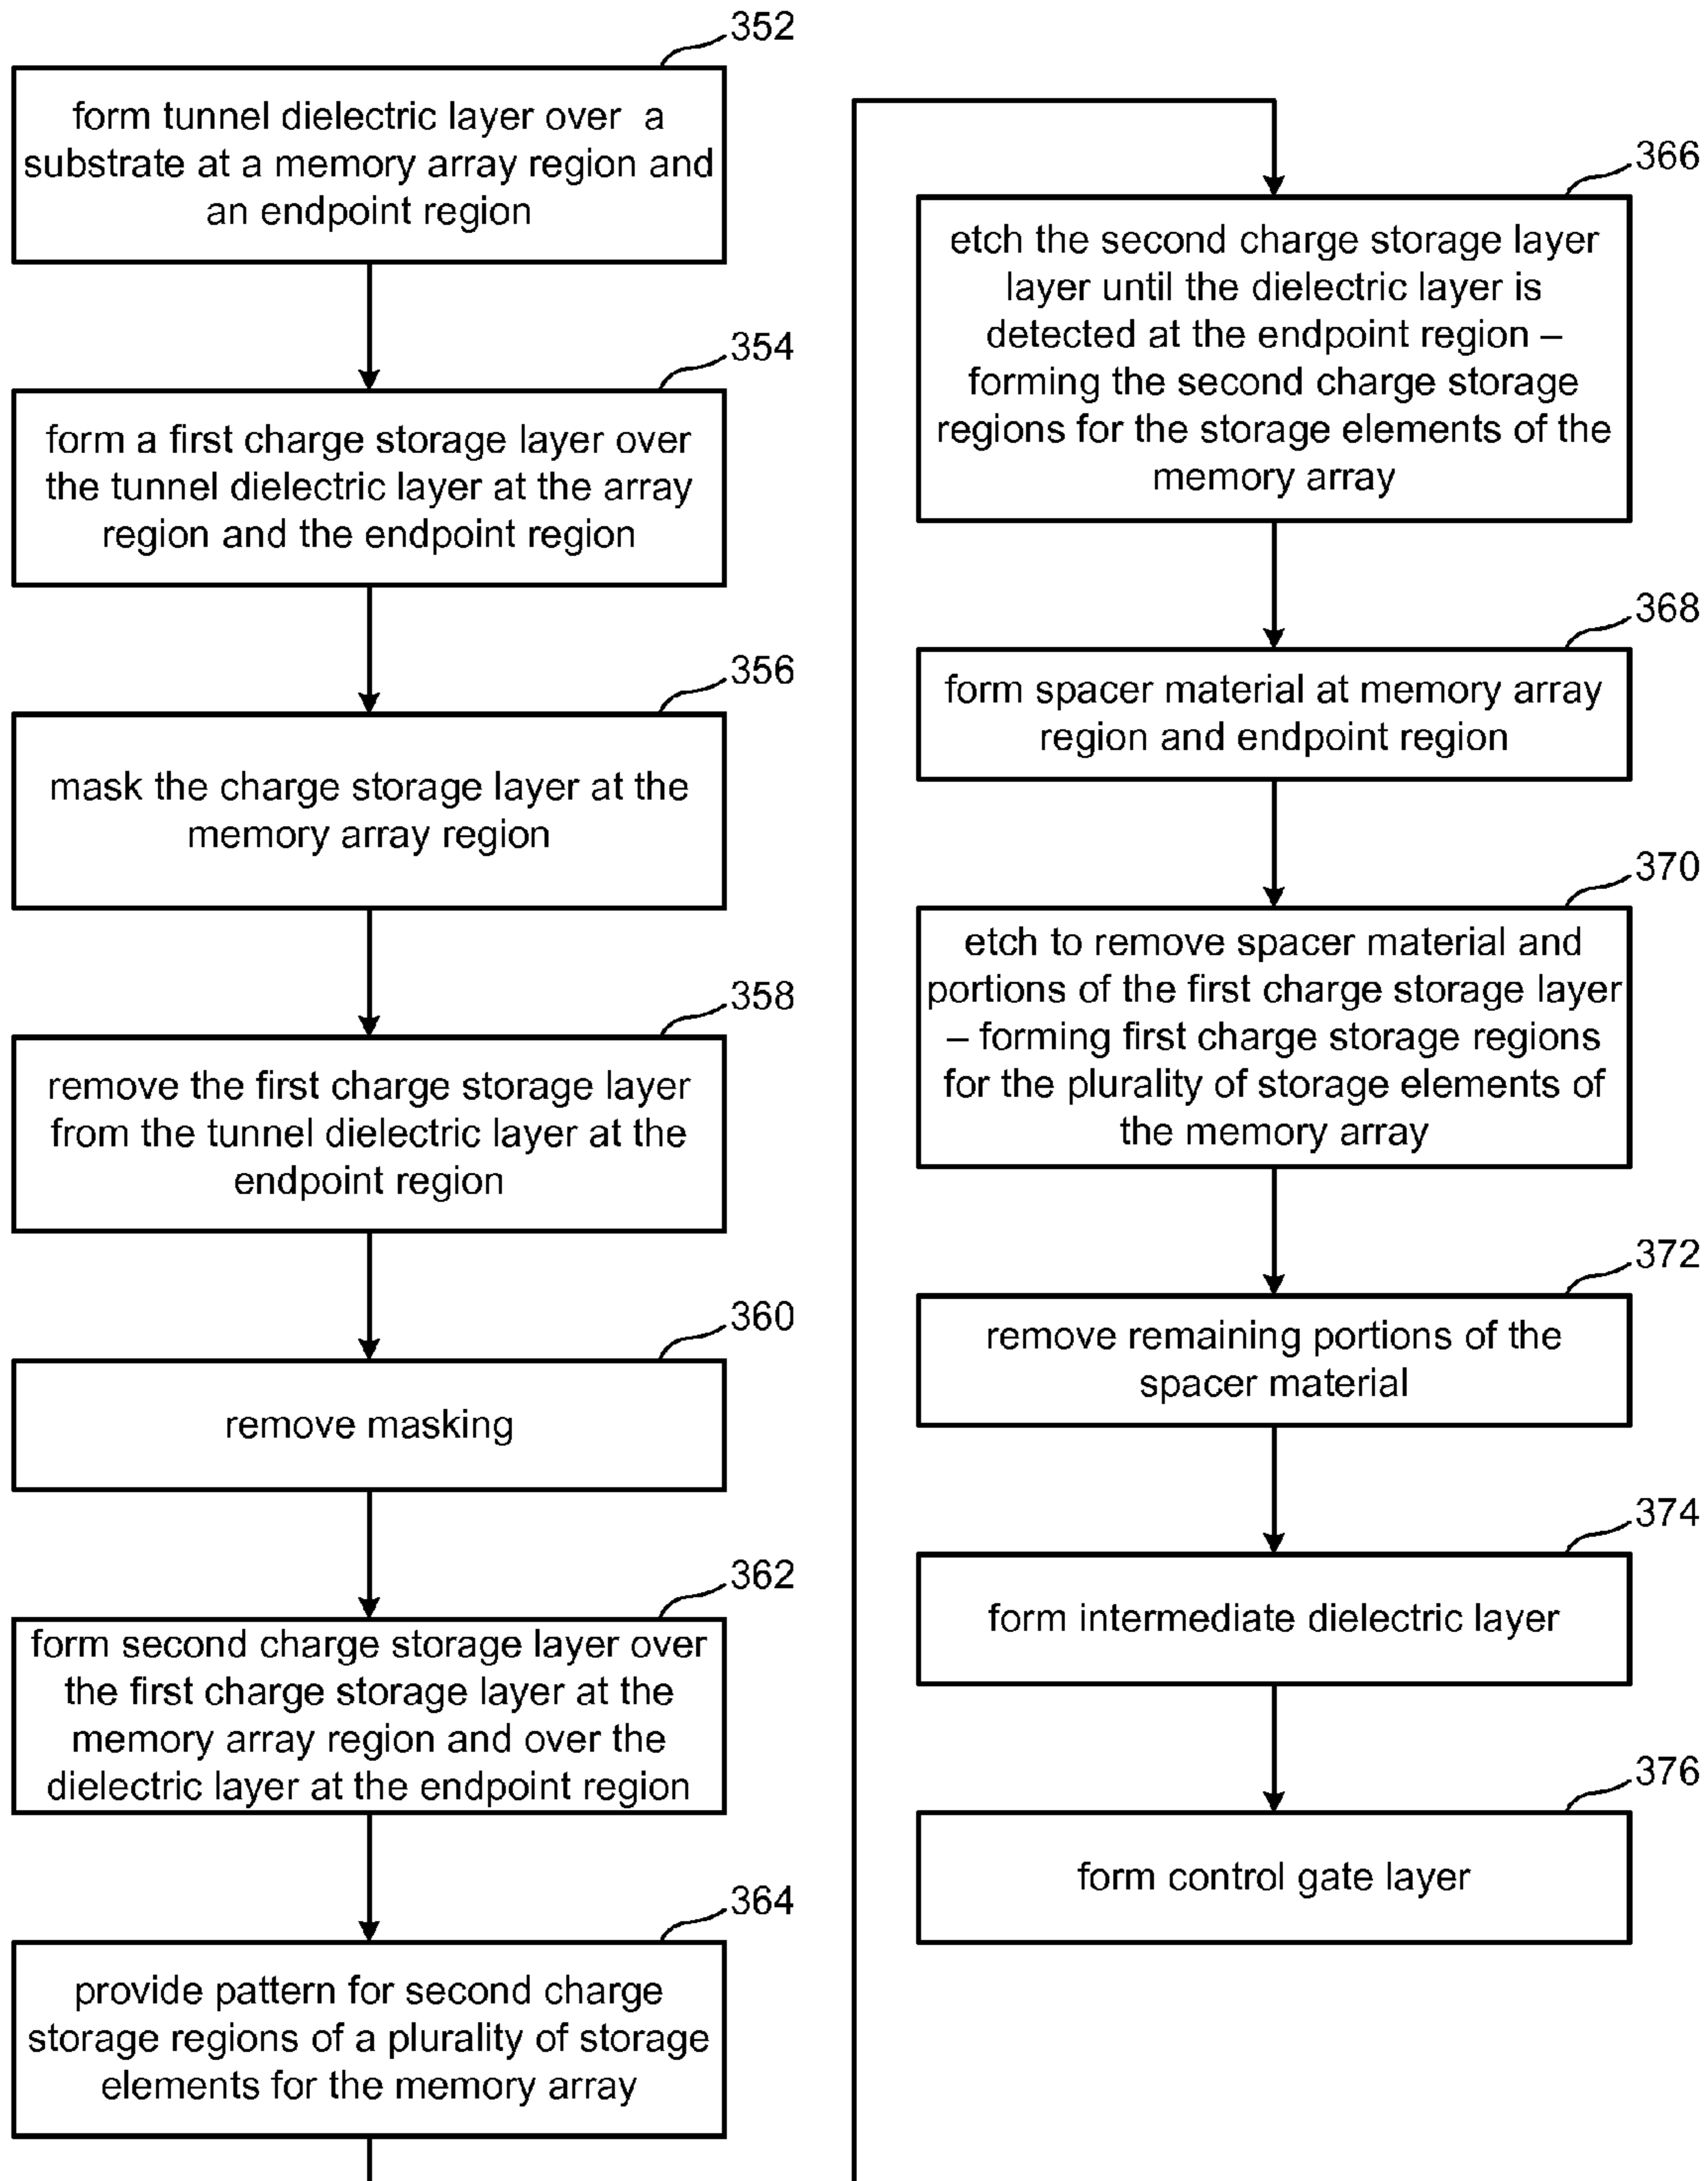 352
form tunnel dielectric layer over a
substrate at a memory array region and
an endpoint region
354
form a first charge storage layer over
the tunnel dielectric layer at the array
region and the endpoint region
356
mask the charge storage layer at the
memory array region
358
remove the first charge storage layer
from the tunnel dielectric layer at the
endpoint region
360
remove masking
362
form second charge storage layer over
the first charge storage layer at the
memory array region and over the
dielectric layer at the endpoint region
364
provide pattern for second charge
storage regions of a plurality of storage
elements for the memory array
366
etch the second charge storage layer
layer until the dielectric layer is
detected at the endpoint region –
forming the second charge storage
regions for the storage elements of the
memory array
368
form spacer material at memory array
region and endpoint region
370
etch to remove spacer material and
portions of the first charge storage layer
– forming first charge storage regions
for the plurality of storage elements of
the memory array
372
remove remaining portions of the
spacer material
374
form intermediate dielectric layer
376
form control gate layer